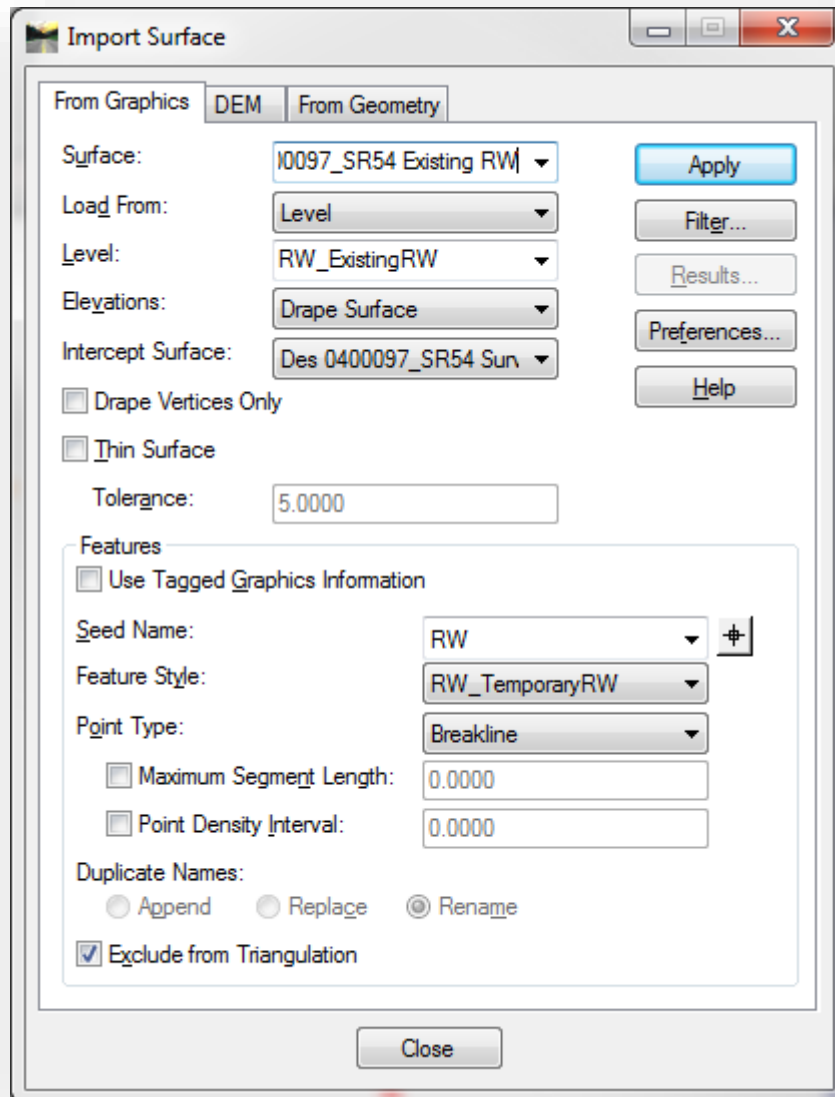 Import Surface
From Graphics DEM From Geometry
Surface: 00097_SR54 Existing RW Apply
Load From: Level Filter...
Level: RW_ExistingRW
Results...
Elevations: Drape Surface
Preferences...
Intercept Surface: Des 0400097_SR54 Surv
Help
Drape Vertices Only
Thin Surface
Tolerance: 5.0000
Features
Use Tagged Graphics Information
Seed Name: RW
Feature Style: RW_TemporaryRW
Point Type: Breakline
Maximum Segment Length: 0.0000
Point Density Interval: 0.0000
Duplicate Names:
Append Replace Rename
Exclude from Triangulation
Close